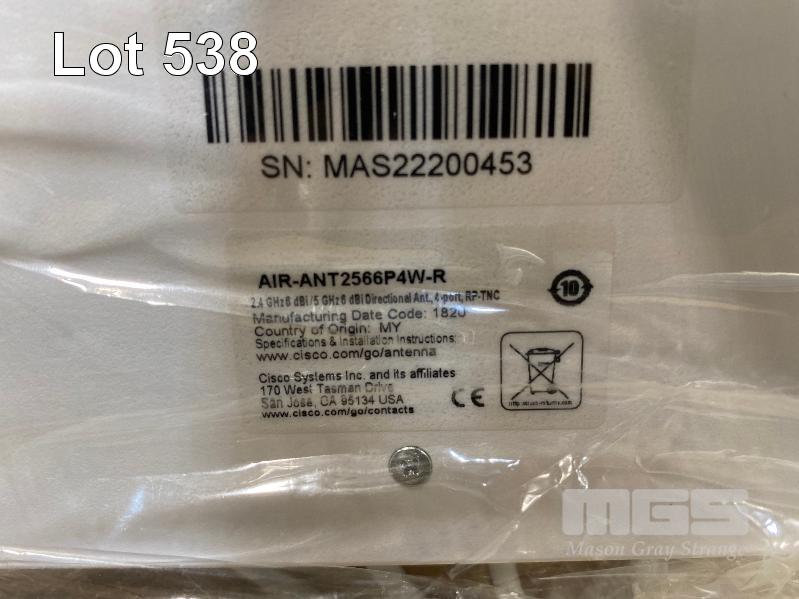 Lot 538
SN: MAS22200453
AIR-ANT2566P4W-R
2.4 GHz 6 dBi/5 GHz 6 dBi Directional Ant., 4-port, RP-TNC
10
Manufacturing Date Code: 1820
Country of Origin: MY
Specifications & Installation Instructions:
www.cisco.com/go/antenna
Cisco Systems Inc. and its affiliates
170 West Tasman Drive
San Jose, CA 95134 USA
www.cisco.com/go/contacts
CE
MGS
Mason Gray Strange